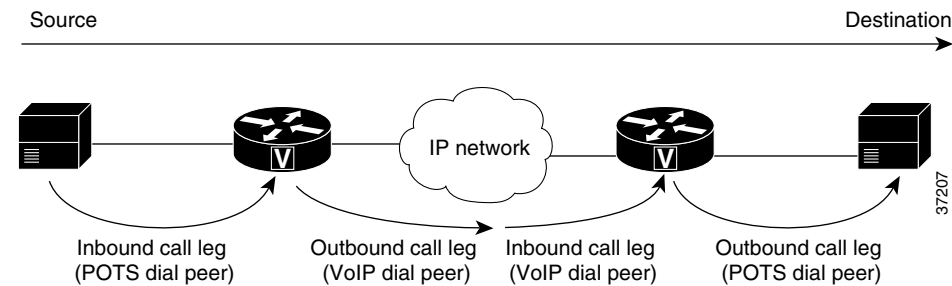 Source
Destination
V
IP network
V
37207
Inbound call leg
(POTS dial peer)
Outbound call leg
(VoIP dial peer)
Inbound call leg
(VoIP dial peer)
Outbound call leg
(POTS dial peer)